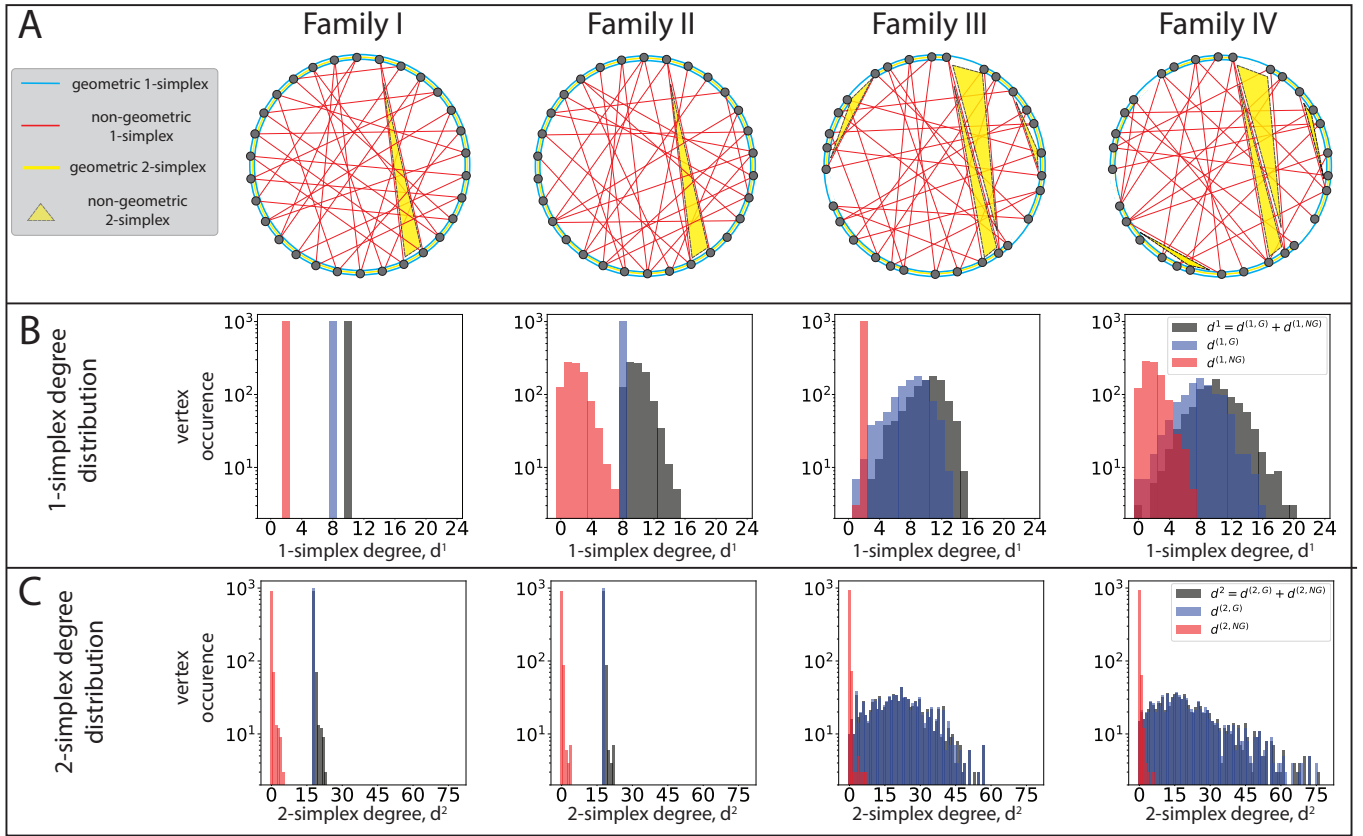 A
Family I
Family II
Family III
Family IV
geometric 1-simplex
non-geometric
1-simplex
geometric 2-simplex
non-geometric
2-simplex
B
1-simplex degree
distribution
vertex
occurence
10³
10²
10¹
0 4 8 12 16 20 24
1-simplex degree, d¹
10³
10²
10¹
0 4 8 12 16 20 24
1-simplex degree, d¹
10³
10²
10¹
0 4 8 12 16 20 24
1-simplex degree, d¹
10³
10²
10¹
d¹ = d⁽¹, ᴳ⁾ + d⁽¹, ᴺᴳ⁾
d⁽¹, ᴳ⁾
d⁽¹, ᴺᴳ⁾
0 4 8 12 16 20 24
1-simplex degree, d¹
C
2-simplex degree
distribution
vertex
occurence
10³
10²
10¹
0 15 30 45 60 75
2-simplex degree, d²
10³
10²
10¹
0 15 30 45 60 75
2-simplex degree, d²
10³
10²
10¹
0 15 30 45 60 75
2-simplex degree, d²
10³
10²
10¹
d² = d⁽², ᴳ⁾ + d⁽², ᴺᴳ⁾
d⁽², ᴳ⁾
d⁽², ᴺᴳ⁾
0 15 30 45 60 75
2-simplex degree, d²